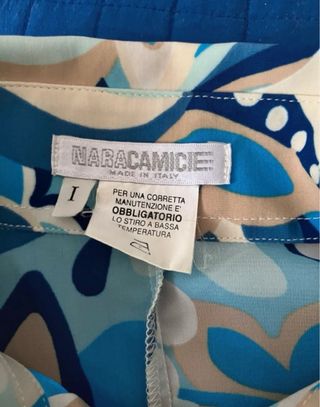 NARACAMICIE
MADE IN ITALY
I
PER UNA CORRETTA
MANUTENZIONE E'
OBBLIGATORIO
LO STIRO A BASSA
TEMPERATURA